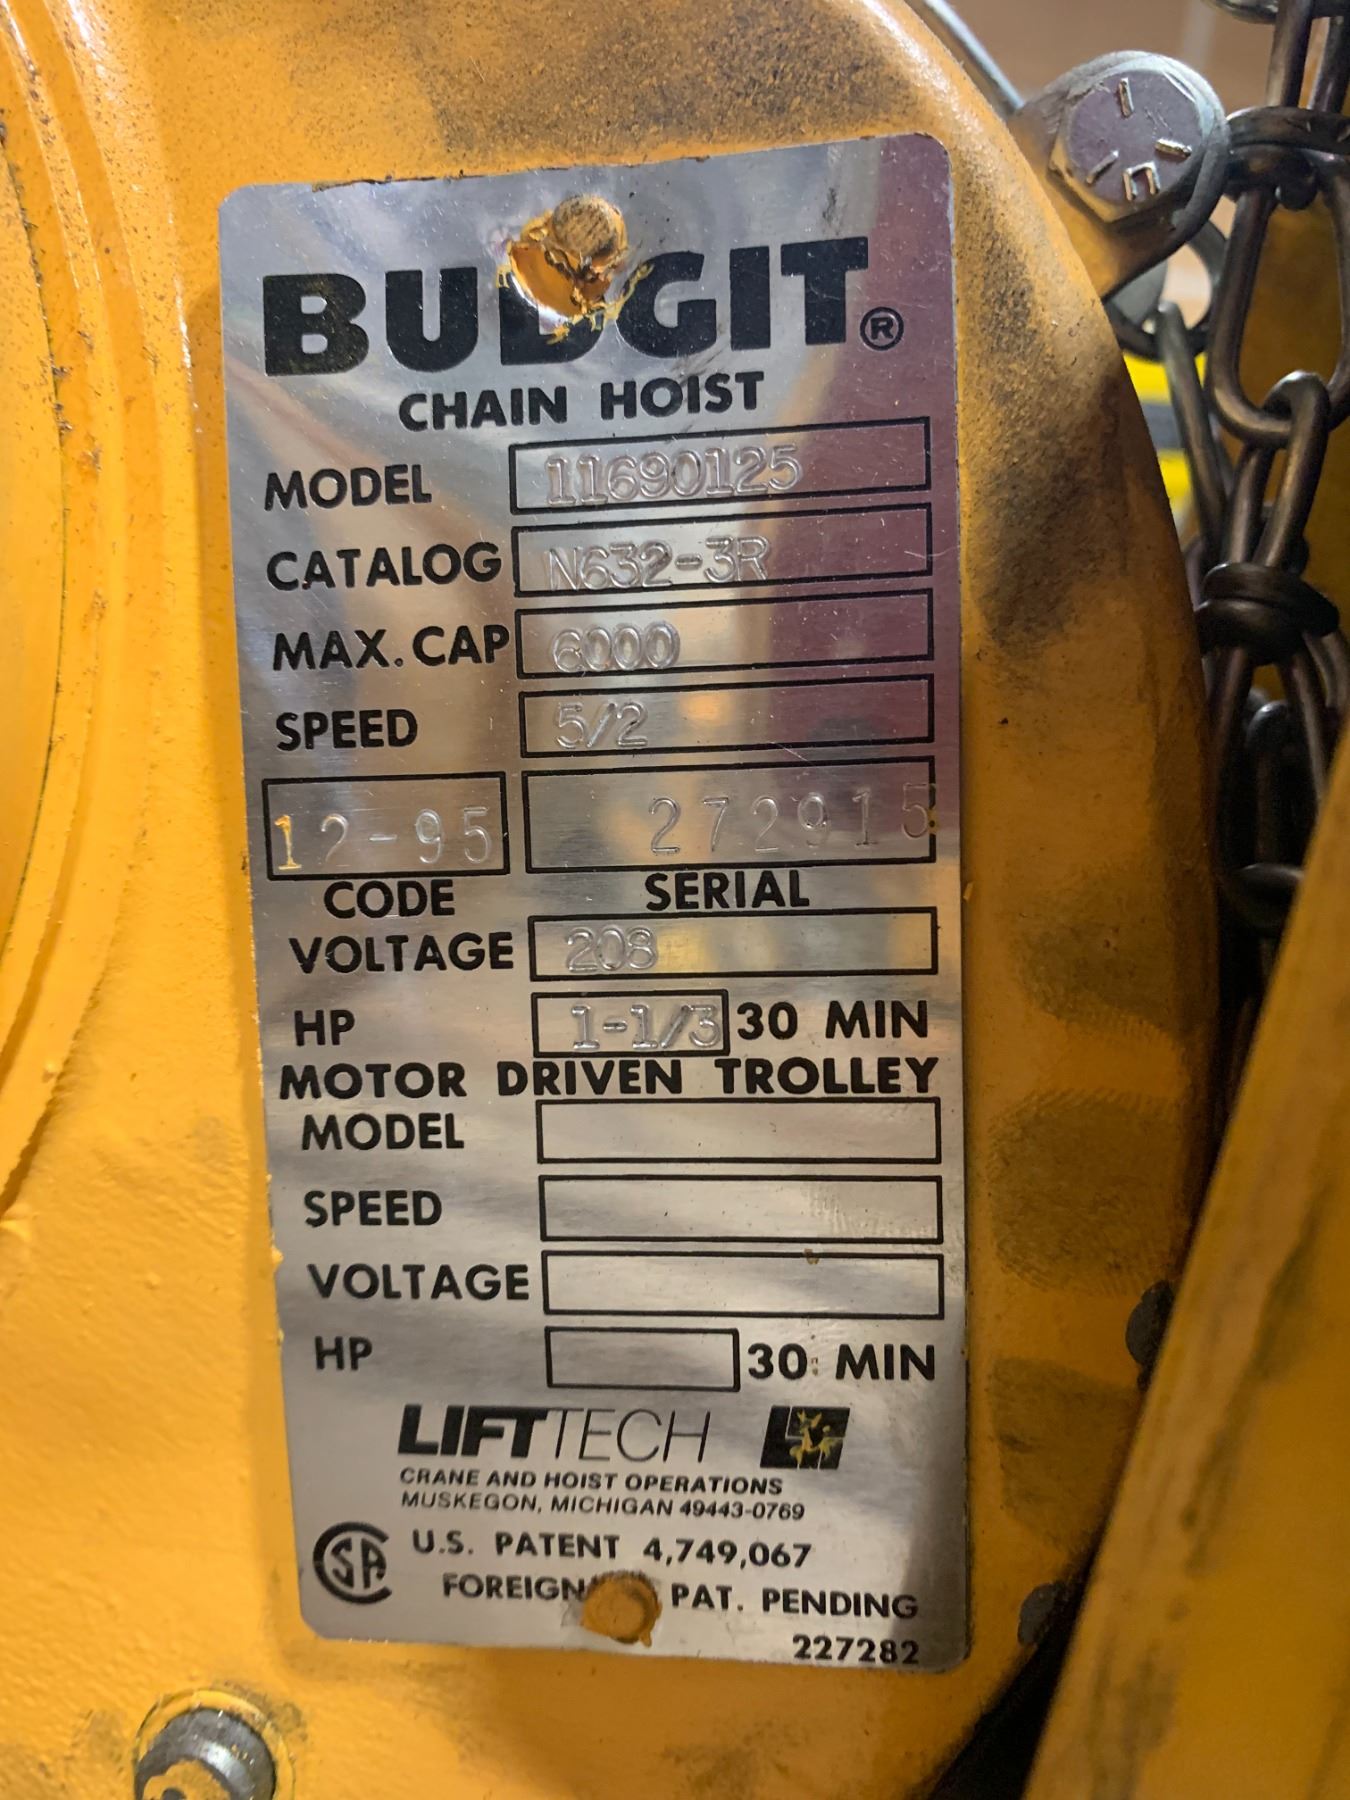 BUDGIT®
CHAIN HOIST
MODEL 11690125
CATALOG N632-3R
MAX. CAP 6000
SPEED 5/2
12-95 272915
CODE SERIAL
VOLTAGE 208
HP 1-1/3 30 MIN
MOTOR DRIVEN TROLLEY
MODEL
SPEED
VOLTAGE
HP 30 MIN
LIFTTECH
CRANE AND HOIST OPERATIONS
MUSKEGON, MICHIGAN 49443-0769
CSA U.S. PATENT 4,749,067
FOREIGN PAT. PENDING
227282